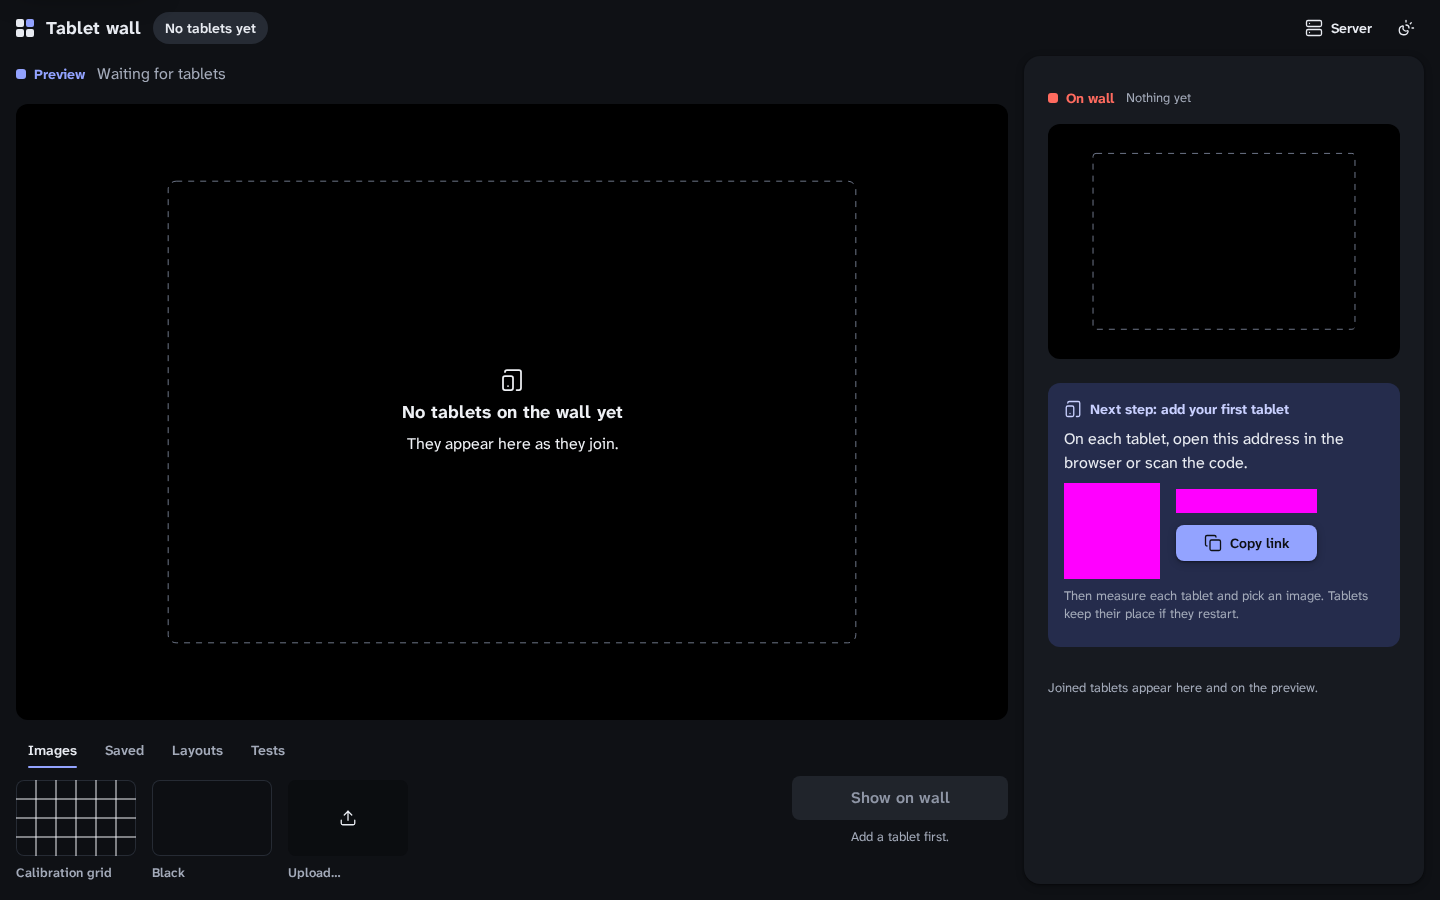 Tablet wall
No tablets yet
Server
Preview
Waiting for tablets
On wall
Nothing yet
No tablets on the wall yet
They appear here as they join.
Next step: add your first tablet
On each tablet, open this address in the
browser or scan the code.
Copy link
Then measure each tablet and pick an image. Tablets
keep their place if they restart.
Joined tablets appear here and on the preview.
Images
Saved
Layouts
Tests
Show on wall
Add a tablet first.
Calibration grid
Black
Upload...